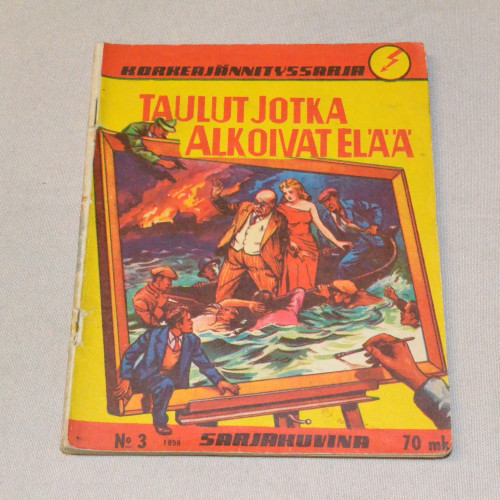 KORKEAJÄNNITYSSARJA
TAULUT JOTKA
ALKOIVAT ELÄÄ
No 3 1956 SARJAKUVINA 70 mk